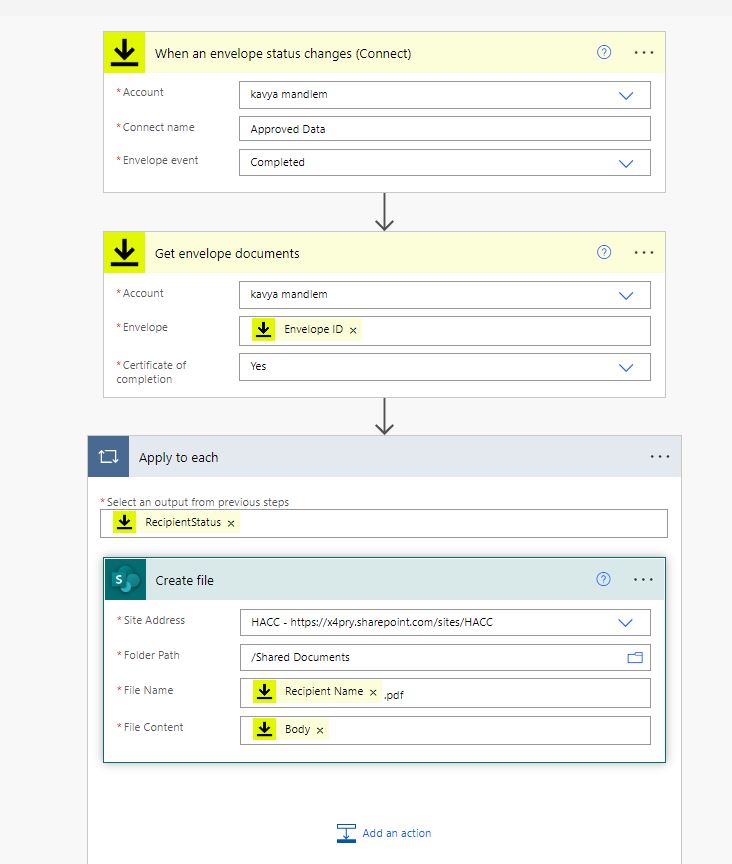 When an envelope status changes (Connect)
* Account
kavya mandlem
* Connect name
Approved Data
* Envelope event
Completed
Get envelope documents
* Account
kavya mandlem
* Envelope
Envelope ID ×
* Certificate of
completion
Yes
Apply to each
* Select an output from previous steps
RecipientStatus ×
S
Create file
* Site Address
HACC - https://x4pry.sharepoint.com/sites/HACC
* Folder Path
/Shared Documents
* File Name
Recipient Name × .pdf
* File Content
Body ×
Add an action